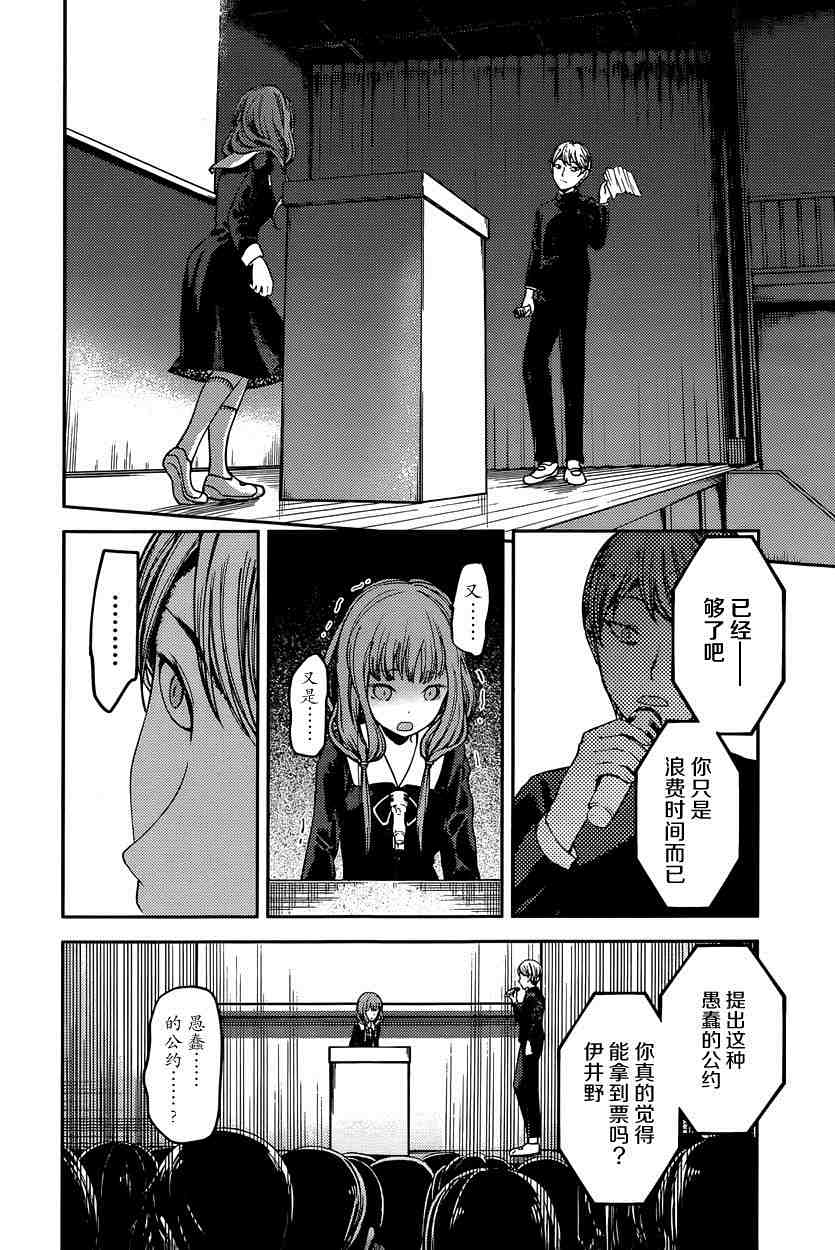 已经——
够了吧
你只是
浪费时间而已
又……
又是……
………
提出这种
愚蠢的公约
你真的觉得
能拿到票吗？
伊井野
愚蠢……
的公约……？